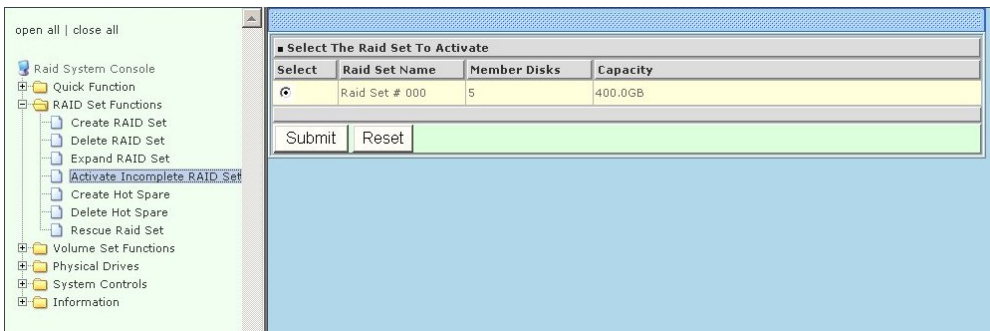 open all | close all
Raid System Console
Quick Function
RAID Set Functions
Create RAID Set
Delete RAID Set
Expand RAID Set
Activate Incomplete RAID Set
Create Hot Spare
Delete Hot Spare
Rescue Raid Set
Volume Set Functions
Physical Drives
System Controls
Information
Select The Raid Set To Activate
Select Raid Set Name Member Disks Capacity
Raid Set # 000 5 400.0GB
Submit Reset